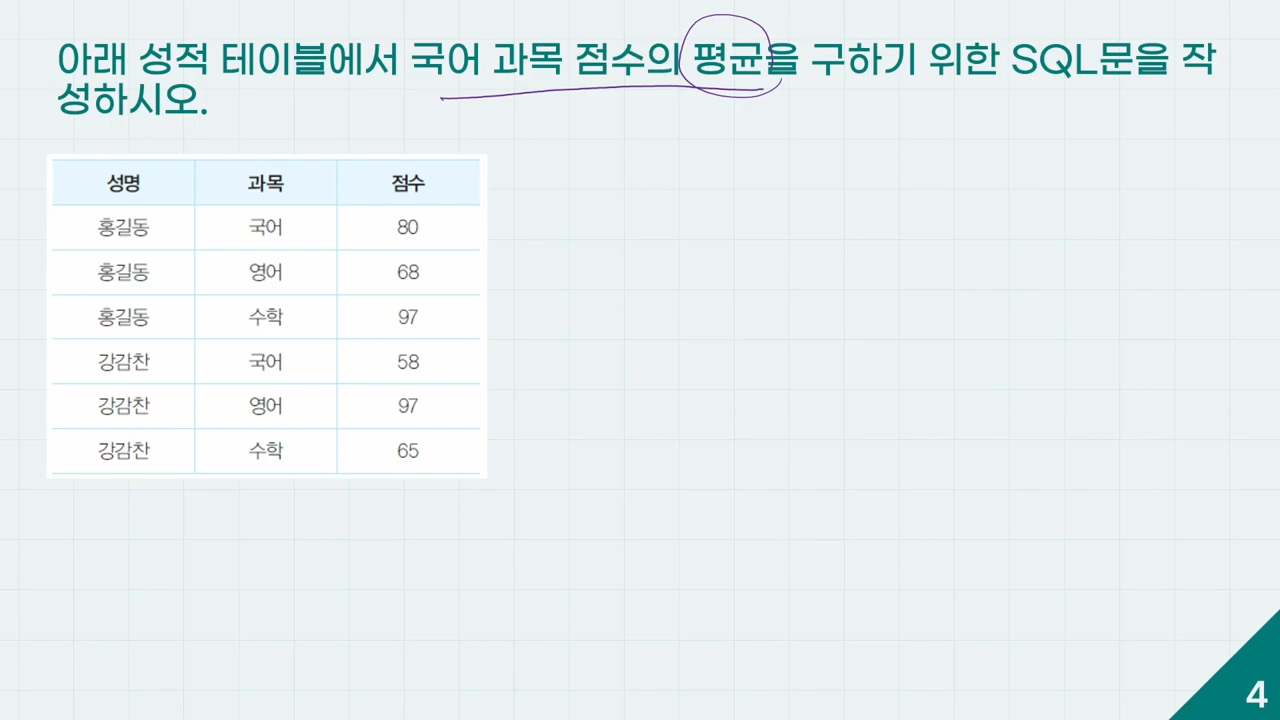 아래 성적 테이블에서 국어 과목 점수의 평균을 구하기 위한 SQL문을 작
성하시오.
성명 과목 점수
홍길동 국어 80
홍길동 영어 68
홍길동 수학 97
강감찬 국어 58
강감찬 영어 97
강감찬 수학 65
4